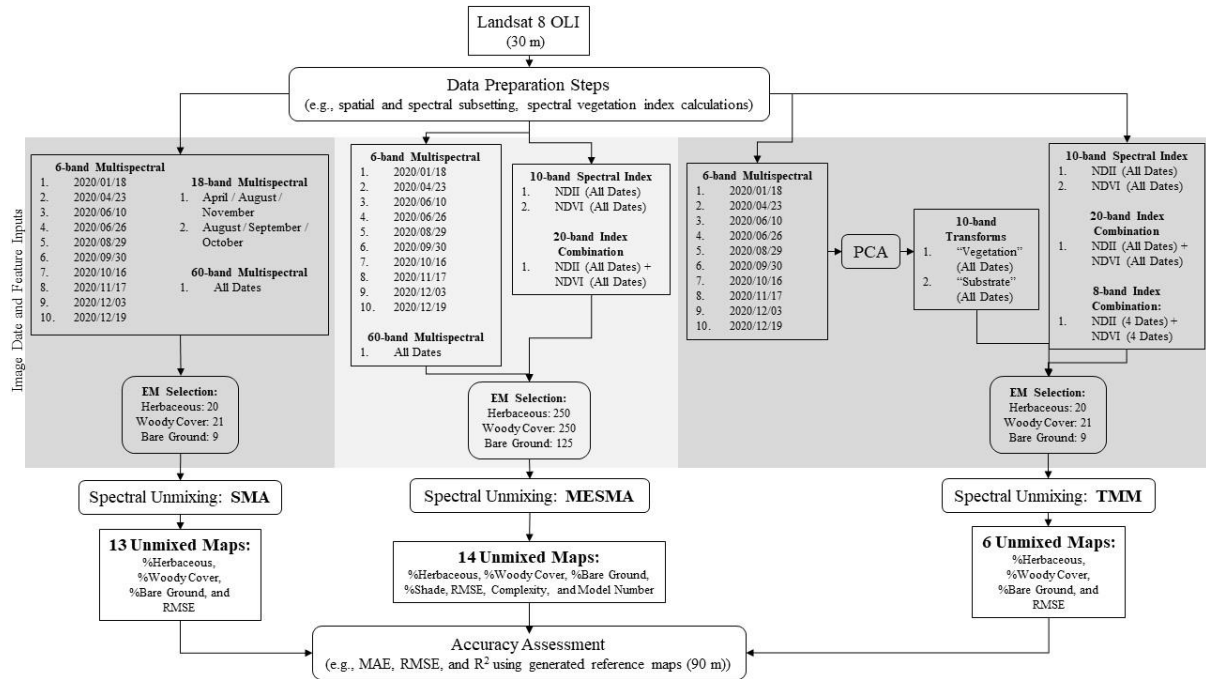 Landsat 8 OLI
(30 m)
Data Preparation Steps
(e.g., spatial and spectral subsetting, spectral vegetation index calculations)
Image Date and Feature Inputs
6-band Multispectral
1. 2020/01/18
2. 2020/04/23
3. 2020/06/10
4. 2020/06/26
5. 2020/08/29
6. 2020/09/30
7. 2020/10/16
8. 2020/11/17
9. 2020/12/03
10. 2020/12/19
18-band Multispectral
1. April / August /
November
2. August / September /
October
60-band Multispectral
1. All Dates
EM Selection:
Herbaceous: 20
Woody Cover: 21
Bare Ground: 9
Spectral Unmixing: SMA
13 Unmixed Maps:
%Herbaceous,
%Woody Cover,
%Bare Ground, and
RMSE
6-band Multispectral
1. 2020/01/18
2. 2020/04/23
3. 2020/06/10
4. 2020/06/26
5. 2020/08/29
6. 2020/09/30
7. 2020/10/16
8. 2020/11/17
9. 2020/12/03
10. 2020/12/19
60-band Multispectral
1. All Dates
10-band Spectral Index
1. NDII (All Dates)
2. NDVI (All Dates)
20-band Index
Combination
1. NDII (All Dates) +
NDVI (All Dates)
EM Selection:
Herbaceous: 250
Woody Cover: 250
Bare Ground: 125
Spectral Unmixing: MESMA
14 Unmixed Maps:
%Herbaceous, %Woody Cover, %Bare Ground,
%Shade, RMSE, Complexity, and Model Number
6-band Multispectral
1. 2020/01/18
2. 2020/04/23
3. 2020/06/10
4. 2020/06/26
5. 2020/08/29
6. 2020/09/30
7. 2020/10/16
8. 2020/11/17
9. 2020/12/03
10. 2020/12/19
PCA
10-band
Transforms
1. “Vegetation”
(All Dates)
2. “Substrate”
(All Dates)
10-band Spectral Index
1. NDII (All Dates)
2. NDVI (All Dates)
20-band Index
Combination
1. NDII (All Dates) +
NDVI (All Dates)
8-band Index
Combination:
1. NDII (4 Dates) +
NDVI (4 Dates)
EM Selection:
Herbaceous: 20
Woody Cover: 21
Bare Ground: 9
Spectral Unmixing: TMM
6 Unmixed Maps:
%Herbaceous,
%Woody Cover,
%Bare Ground, and
RMSE
Accuracy Assessment
(e.g., MAE, RMSE, and R² using generated reference maps (90 m))